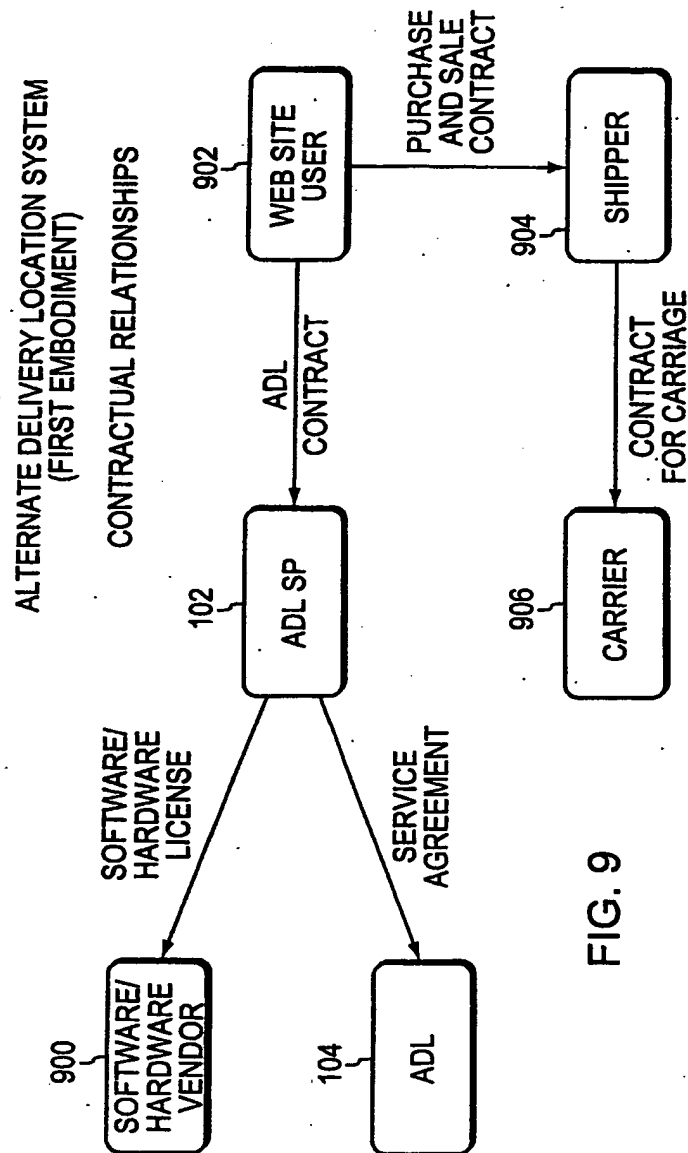 ALTERNATE DELIVERY LOCATION SYSTEM
(FIRST EMBODIMENT)
CONTRACTUAL RELATIONSHIPS
900
SOFTWARE/
HARDWARE
VENDOR
SOFTWARE/
HARDWARE
LICENSE
102
ADL SP
ADL
CONTRACT
902
WEB SITE
USER
104
ADL
SERVICE
AGREEMENT
PURCHASE
AND SALE
CONTRACT
906
CARRIER
CONTRACT
FOR CARRIAGE
904
SHIPPER
FIG. 9